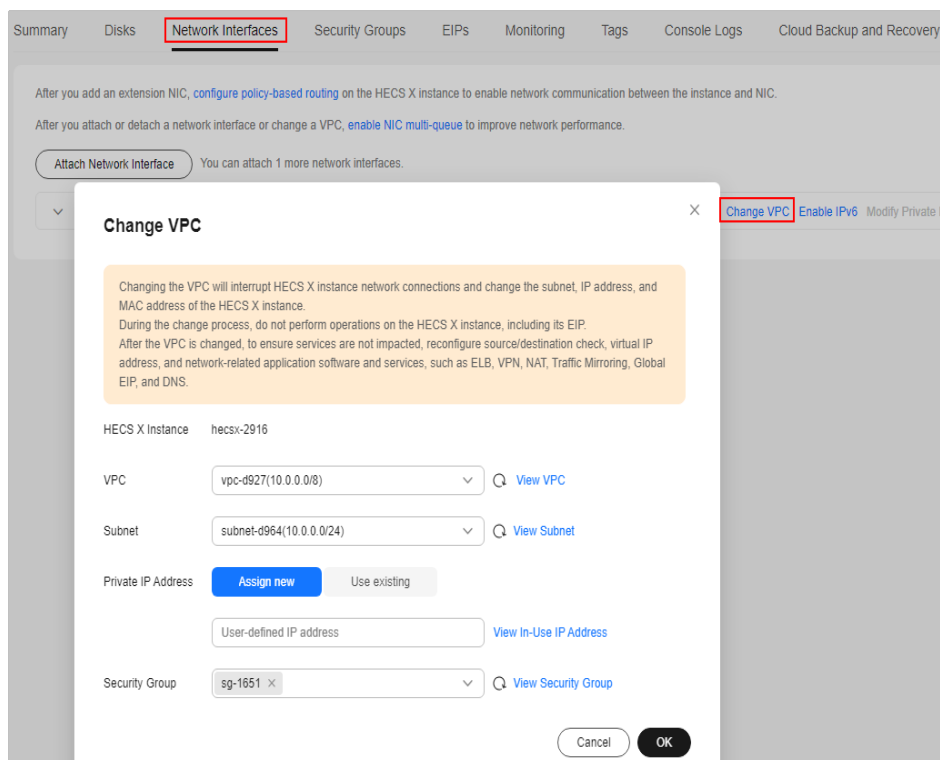 Summary Disks Network Interfaces Security Groups EIPs Monitoring Tags Console Logs Cloud Backup and Recovery
After you add an extension NIC, configure policy-based routing on the HECS X instance to enable network communication between the instance and NIC.
After you attach or detach a network interface or change a VPC, enable NIC multi-queue to improve network performance.
Attach Network Interface You can attach 1 more network interfaces.
Change VPC Enable IPv6 Modify Private
Change VPC
Changing the VPC will interrupt HECS X instance network connections and change the subnet, IP address, and
MAC address of the HECS X instance.
During the change process, do not perform operations on the HECS X instance, including its EIP.
After the VPC is changed, to ensure services are not impacted, reconfigure source/destination check, virtual IP
address, and network-related application software and services, such as ELB, VPN, NAT, Traffic Mirroring, Global
EIP, and DNS.
HECS X Instance hecsx-2916
VPC vpc-d927(10.0.0.0/8) View VPC
Subnet subnet-d964(10.0.0.0/24) View Subnet
Private IP Address Assign new Use existing
User-defined IP address View In-Use IP Address
Security Group sg-1651 View Security Group
Cancel OK